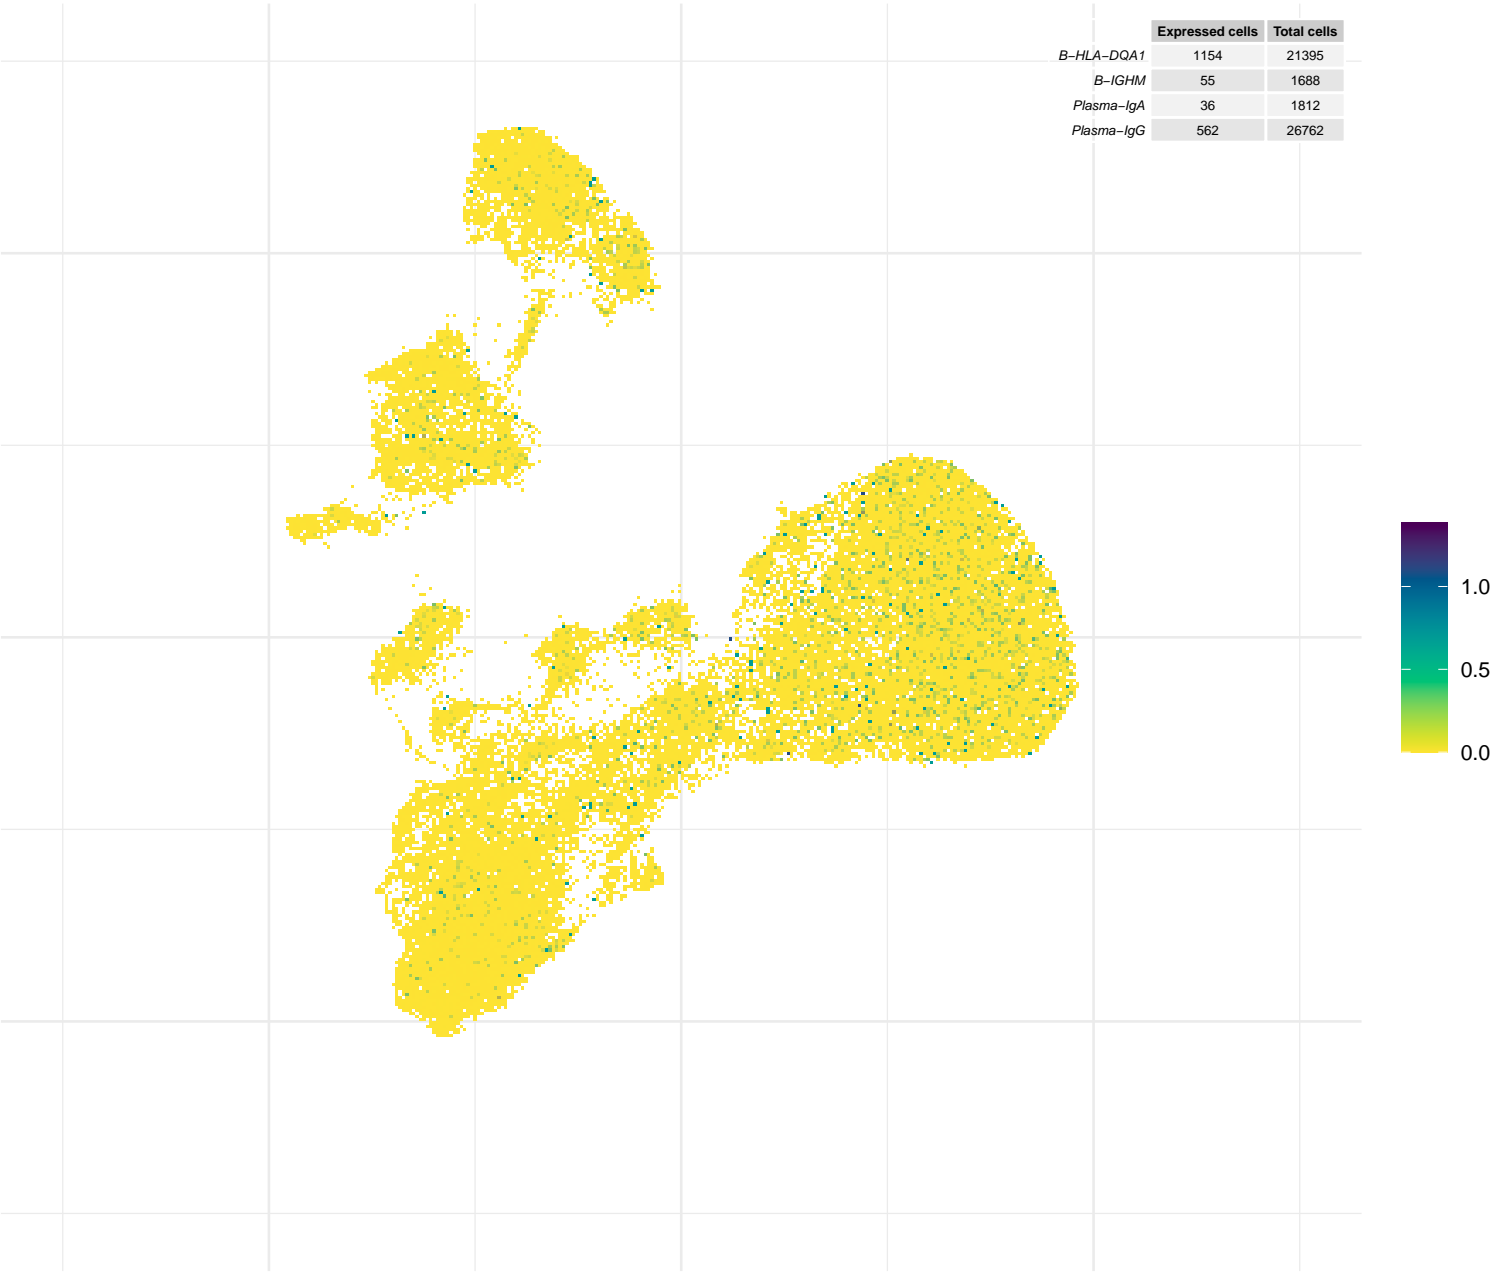 Expressed cells Total cells
B−HLA−DQA1 1154 21395
B−IGHM 55 1688
Plasma−IgA 36 1812
Plasma−IgG 562 26762
1.0
0.5
0.0